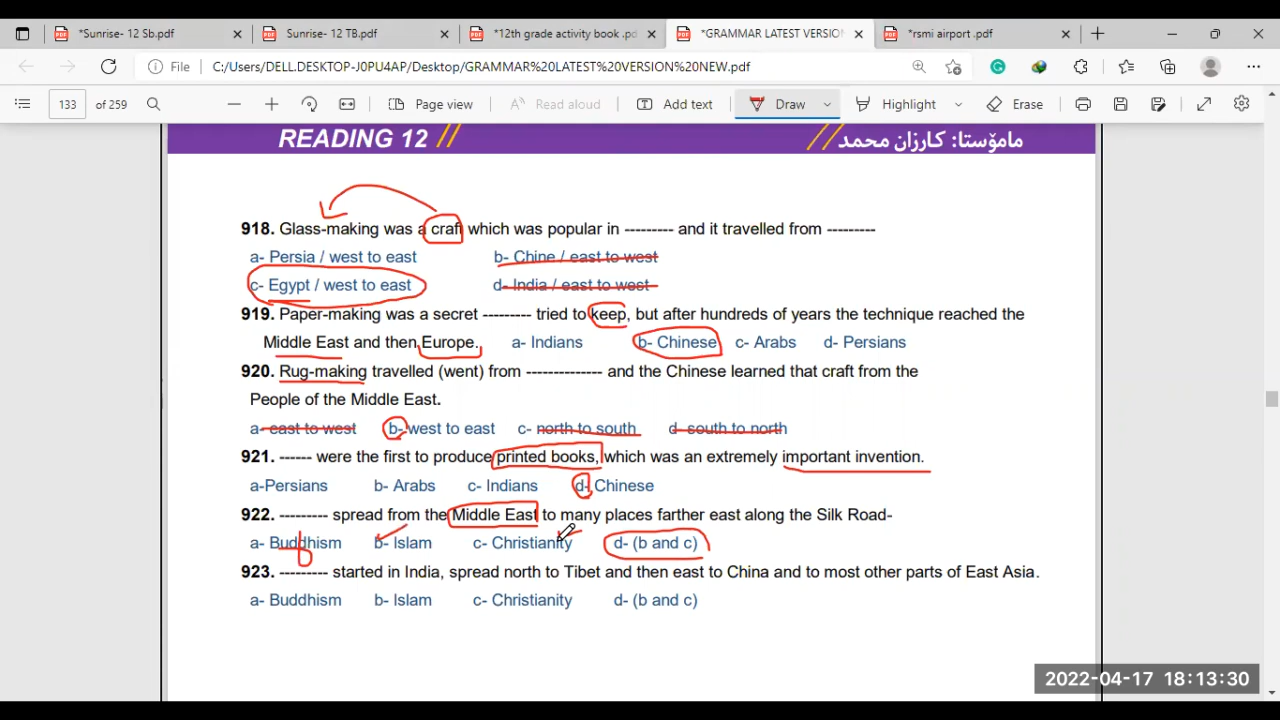 *Sunrise- 12 Sb.pdf
Sunrise- 12 TB.pdf
*12th grade activity book .pd
*GRAMMAR LATEST VERSION
*rsmi airport .pdf
File C:/Users/DELL.DESKTOP-J0PU4AP/Desktop/GRAMMAR%20LATEST%20VERSION%20NEW.pdf
133 of 259 Page view Read aloud Add text Draw Highlight Erase
READING 12 // // مامۆستا: کارزان محمد
918. Glass-making was a craft which was popular in --------- and it travelled from ---------
a- Persia / west to east b- Chine / east to west
c- Egypt / west to east d- India / east to west
919. Paper-making was a secret --------- tried to keep, but after hundreds of years the technique reached the
Middle East and then Europe. a- Indians b- Chinese c- Arabs d- Persians
920. Rug-making travelled (went) from -------------- and the Chinese learned that craft from the
People of the Middle East.
a- east to west b- west to east c- north to south d- south to north
921. ------ were the first to produce printed books, which was an extremely important invention.
a-Persians b- Arabs c- Indians d- Chinese
922. --------- spread from the Middle East to many places farther east along the Silk Road-
a- Buddhism b- Islam c- Christianity d- (b and c)
923. --------- started in India, spread north to Tibet and then east to China and to most other parts of East Asia.
a- Buddhism b- Islam c- Christianity d- (b and c)
2022-04-17 18:13:30